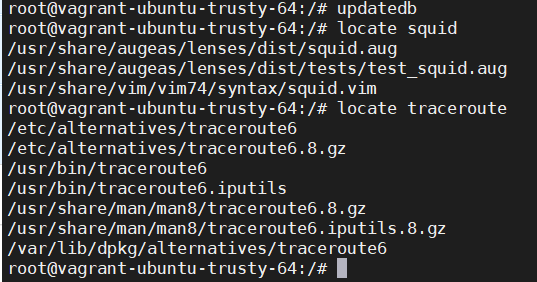 root@vagrant-ubuntu-trusty-64:/# updatedb
root@vagrant-ubuntu-trusty-64:/# locate squid
/usr/share/augeas/lenses/dist/squid.aug
/usr/share/augeas/lenses/dist/tests/test_squid.aug
/usr/share/vim/vim74/syntax/squid.vim
root@vagrant-ubuntu-trusty-64:/# locate traceroute
/etc/alternatives/traceroute6
/etc/alternatives/traceroute6.8.gz
/usr/bin/traceroute6
/usr/bin/traceroute6.iputils
/usr/share/man/man8/traceroute6.8.gz
/usr/share/man/man8/traceroute6.iputils.8.gz
/var/lib/dpkg/alternatives/traceroute6
root@vagrant-ubuntu-trusty-64:/#